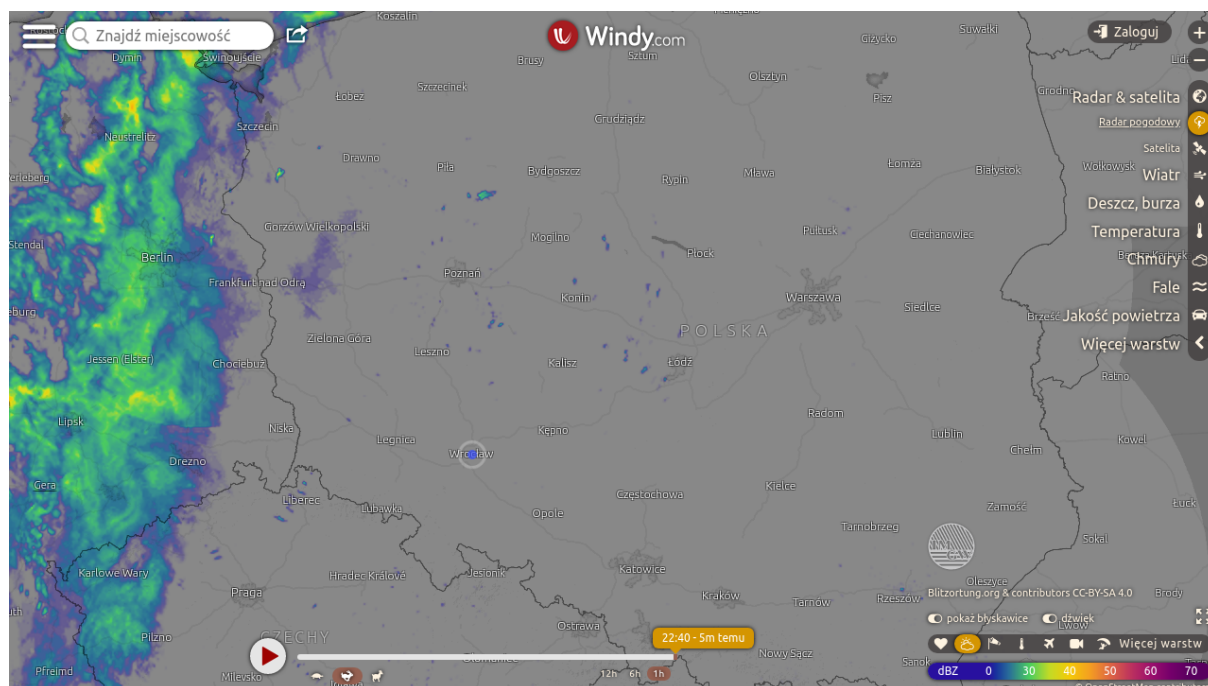 Koszalin
Rostock
Znajdź miejscowość
Windy.com
Zaloguj
+
Suwałki
Giżycko
Dymin
Świnoujście
Brusy
Sztum
Olsztyn
Łobez
Szczecinek
Pisz
Grodno
Radar & satelita
Grudziądz
Radar pogodowy
Szczecin
Neustrelitz
Satelita
Drawno
Piła
Bydgoszcz
Rypin
Mława
Łomża
Białystok
Wołkowysk
Wiatr
Perleberg
Deszcz, burza
Gorzów Wielkopolski
Mogilno
Pułtusk
Ciechanowiec
Temperatura
Stendal
Berlin
Płock
Chmury
Frankfurt nad Odrą
Poznań
Konin
Warszawa
Siedlce
Fale
Brześć
Jakość powietrza
POLSKA
Zielona Góra
Leszno
Kalisz
Łódź
Więcej warstw
Jessen (Elster)
Chociebuż
Ratno
Lipsk
Niska
Legnica
Wrocław
Kępno
Radom
Lublin
Chełm
Kowel
Drezno
Gera
Liberec
Lubawka
Opole
Częstochowa
Kielce
Zamość
Łuck
Tarnobrzeg
Sokal
Karlowe Wary
Hradec Králové
Jesionik
Katowice
Praga
Kraków
Tarnów
Rzeszów
Oleszyce
Brody
Blitzortung.org & contributors CC-BY-SA 4.0
pokaż błyskawice
dźwięk
Lwów
Pilzno
CZECHY
Ostrawa
22:40 - 5m temu
Nowy Sącz
Więcej warstw
Ołomuniec
Sanok
Pfreimd
Milevsko
12h 6h 1h
dBZ 0 30 40 50 60 70